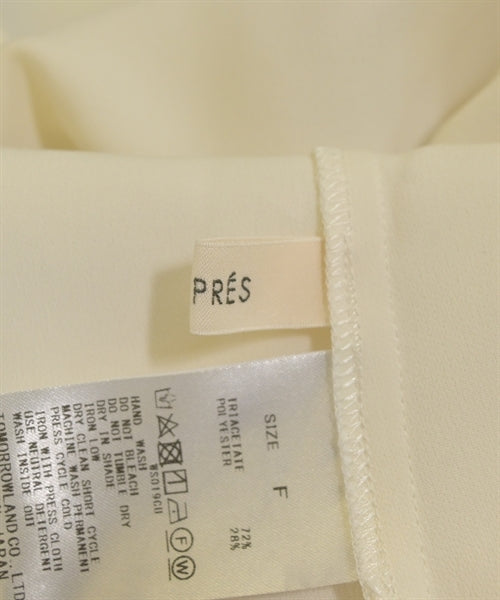 PRÉS
SIZE F
TRIACETATE 72%
POLYESTER 28%
WS019GH
HAND WASH
DO NOT BLEACH
DO NOT TUMBLE DRY
DRY IN SHADE
IRON LOW
DRY CLEAN SHORT CYCLE
MACHINE WASH PERMANENT
PRESS CYCLE COLD
IRON WITH PRESS CLOTH
USE NEUTRAL DETERGENT
WASH INSIDE OUT
TOMORROWLAND CO., LTD
JAPAN